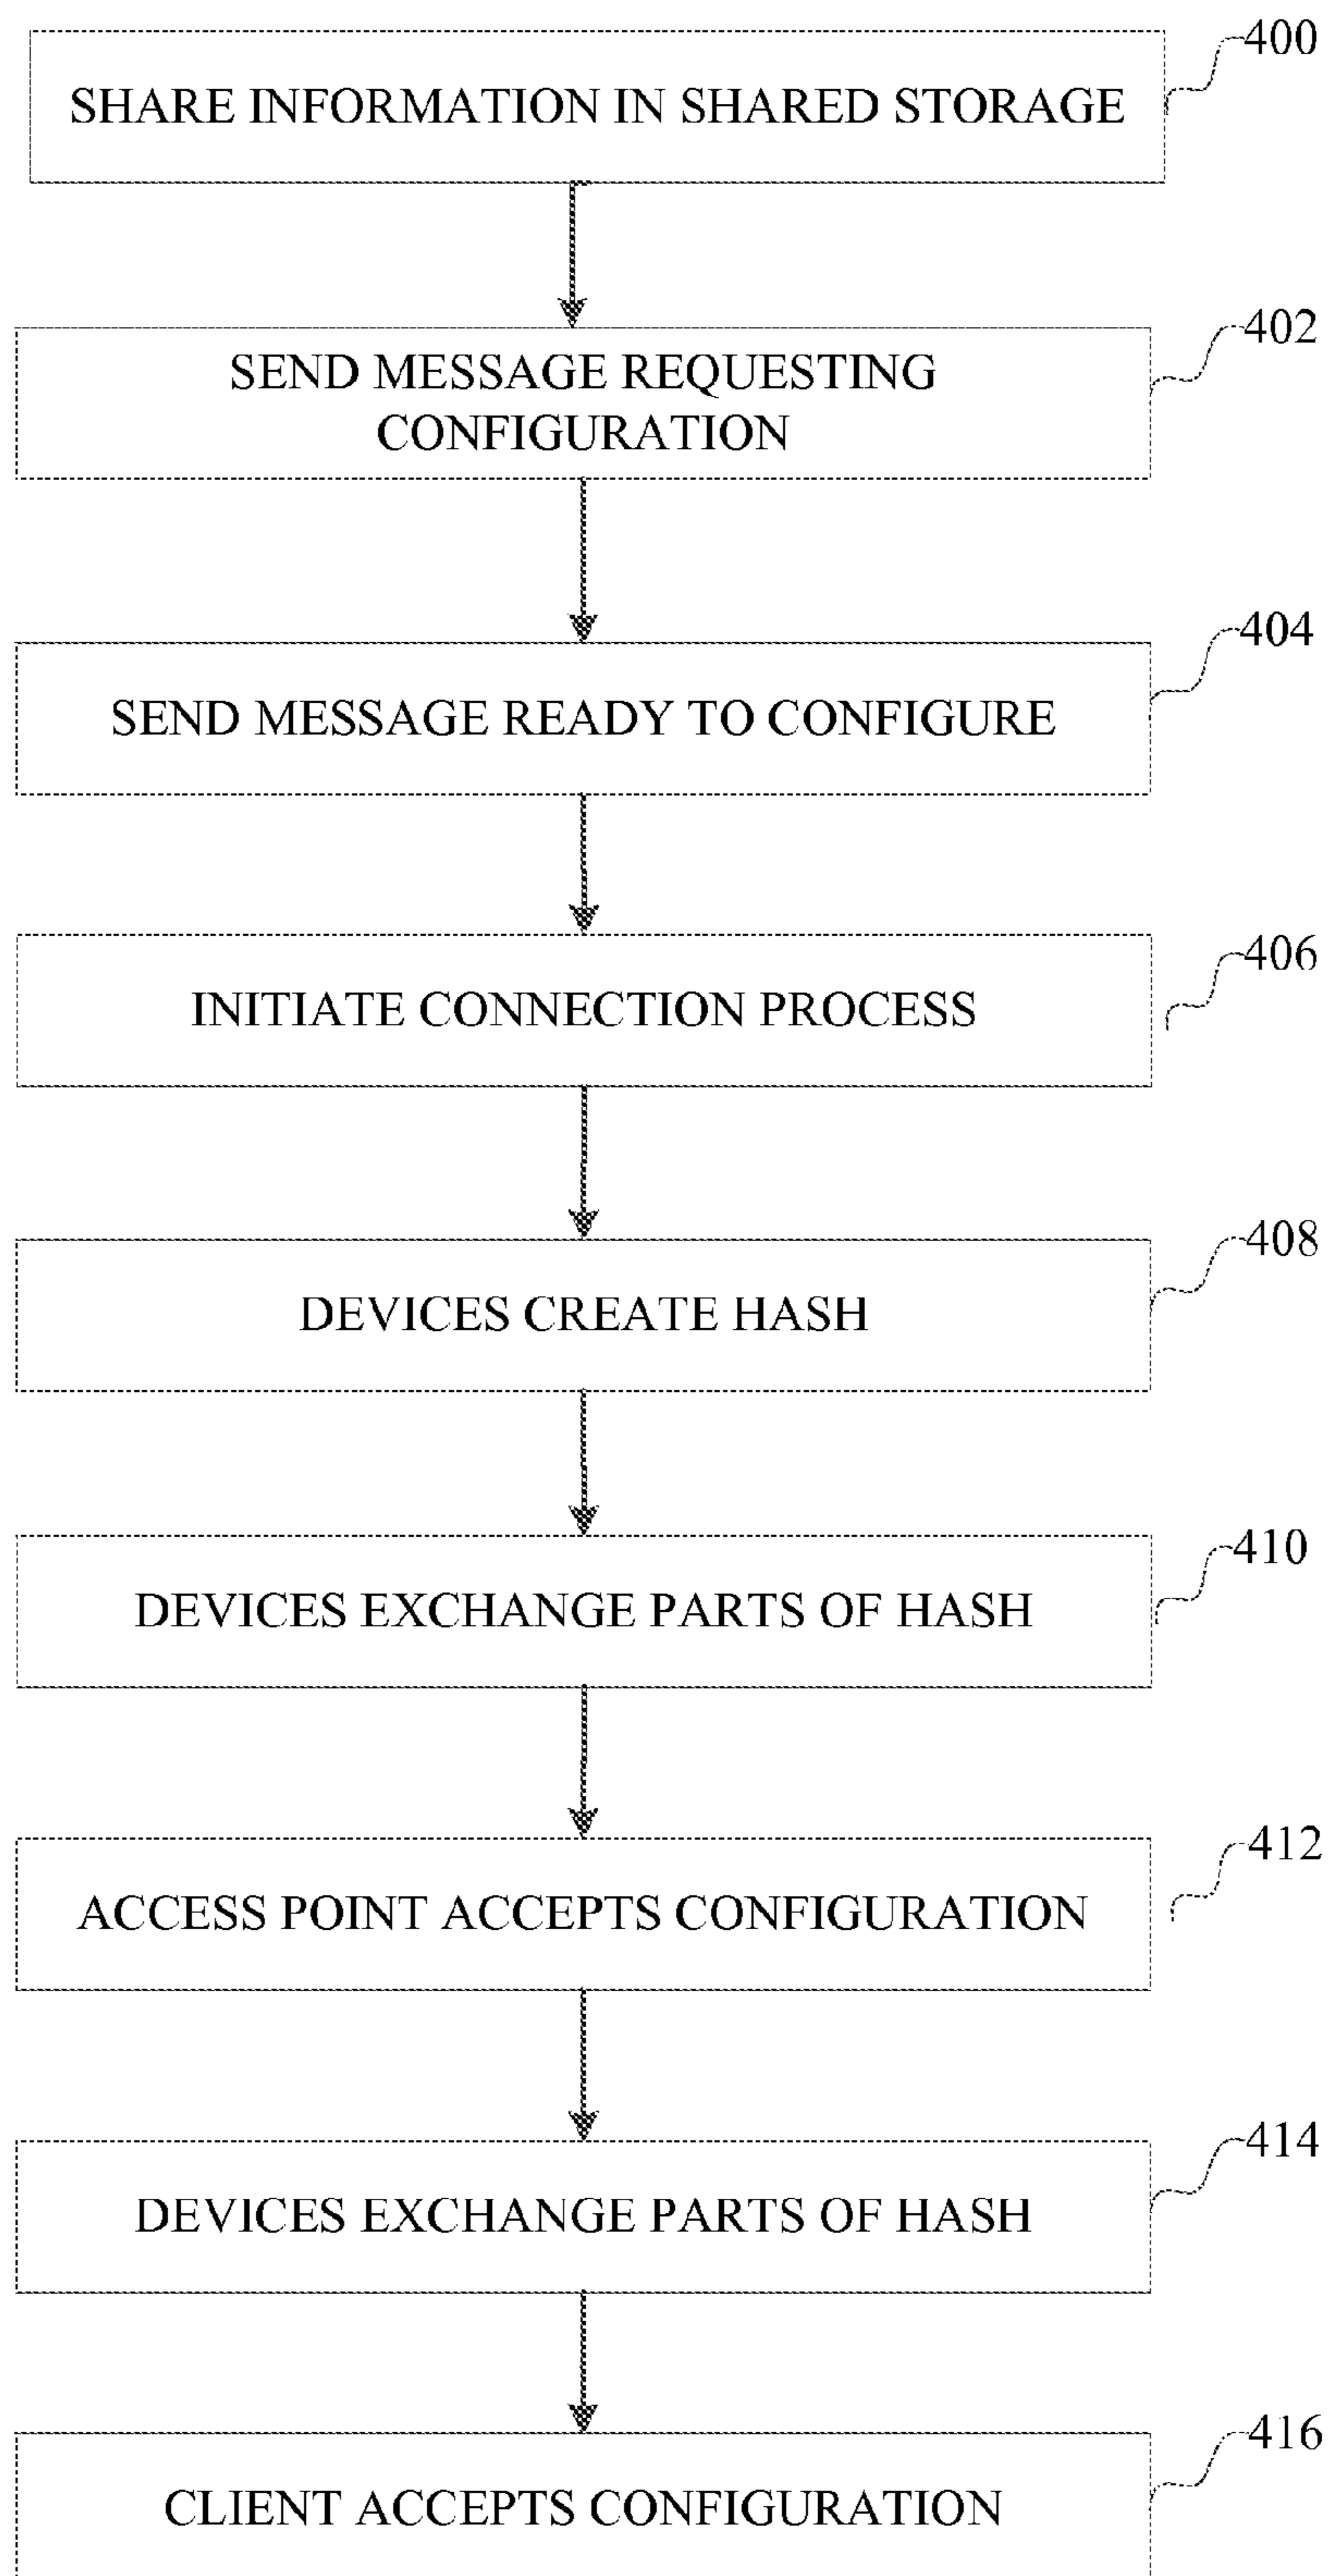 400
SHARE INFORMATION IN SHARED STORAGE
402
SEND MESSAGE REQUESTING
CONFIGURATION
404
SEND MESSAGE READY TO CONFIGURE
406
INITIATE CONNECTION PROCESS
408
DEVICES CREATE HASH
410
DEVICES EXCHANGE PARTS OF HASH
412
ACCESS POINT ACCEPTS CONFIGURATION
414
DEVICES EXCHANGE PARTS OF HASH
416
CLIENT ACCEPTS CONFIGURATION